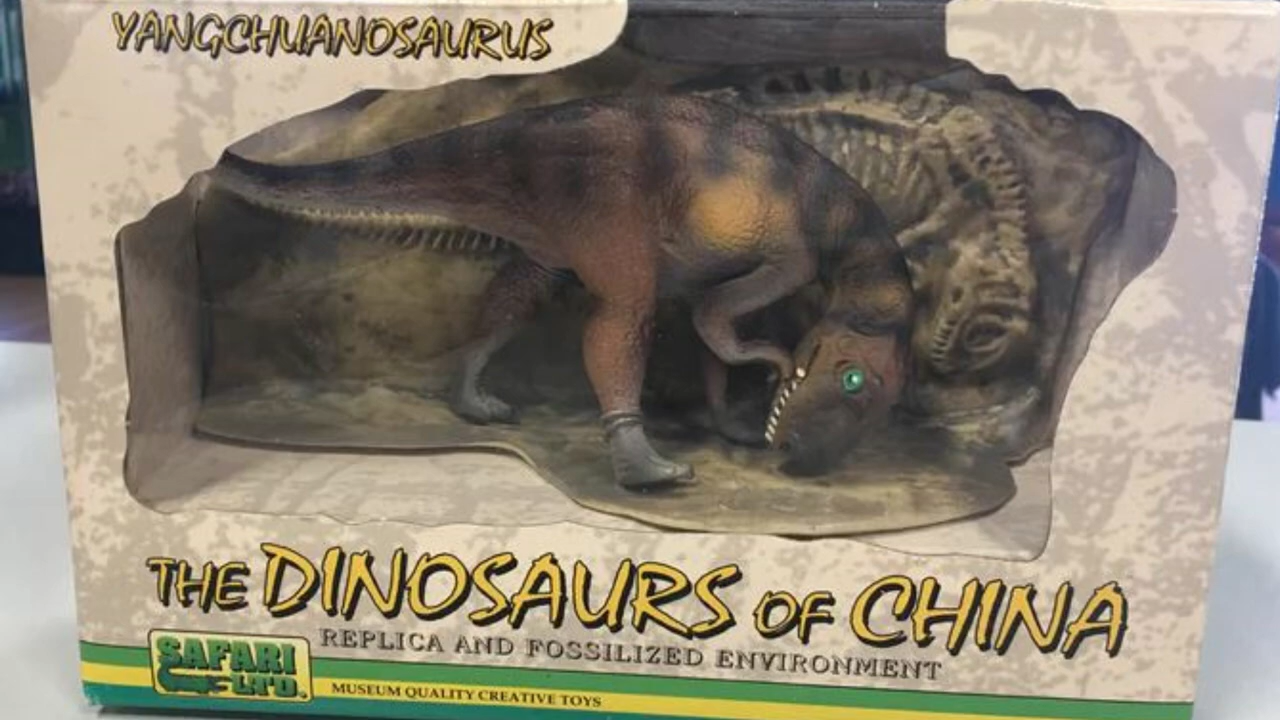 YANGCHUANOSAURUS
THE DINOSAURS OF CHINA
REPLICA AND FOSSILIZED ENVIRONMENT
SAFARI
LTD.
MUSEUM QUALITY CREATIVE TOYS